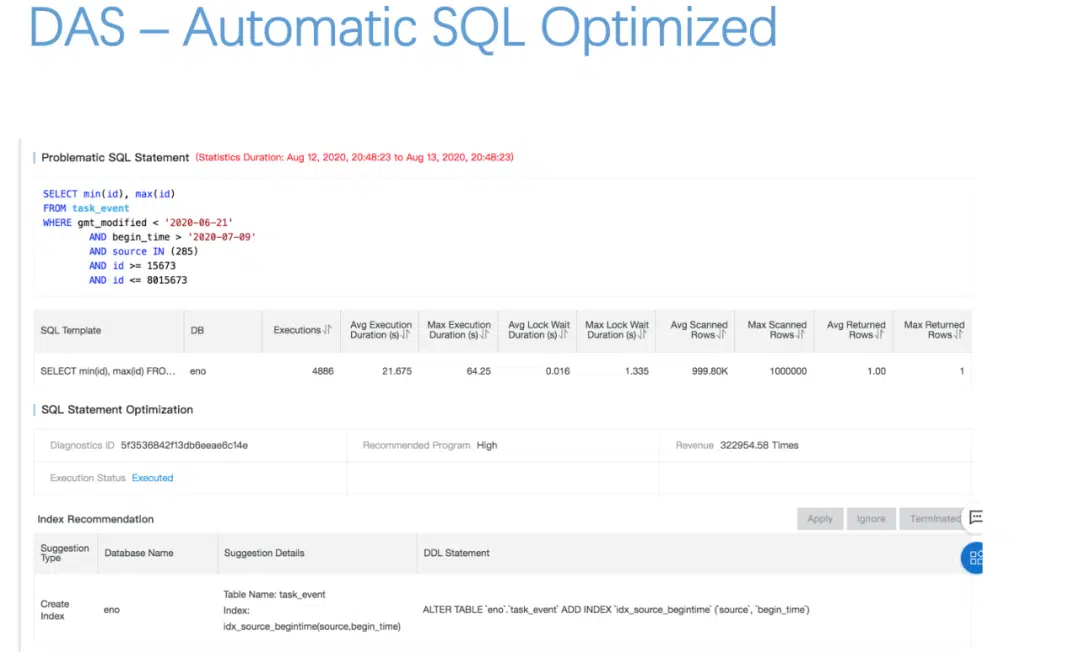 DAS – Automatic SQL Optimized
Problematic SQL Statement (Statistics Duration: Aug 12, 2020, 20:48:23 to Aug 13, 2020, 20:48:23)
SELECT min(id), max(id)
FROM task_event
WHERE gmt_modified < '2020-06-21'
AND begin_time > '2020-07-09'
AND source IN (285)
AND id >= 15673
AND id <= 8015673
SQL Template DB Executions Avg Execution Duration (s) Max Execution Duration (s) Avg Lock Wait Duration (s) Max Lock Wait Duration (s) Avg Scanned Rows Max Scanned Rows Avg Returned Rows Max Returned Rows
SELECT min(id), max(id) FRO... eno 4886 21.675 64.25 0.016 1.335 999.80K 1000000 1.00 1
SQL Statement Optimization
Diagnostics ID 5f3536842f13db6eeae6c14e Recommended Program High Revenue 322954.58 Times
Execution Status Executed
Index Recommendation Apply Ignore Terminated
Suggestion Type Database Name Suggestion Details DDL Statement
Create Index eno Table Name: task_event
Index:
idx_source_begintime(source,begin_time)
ALTER TABLE `eno`.`task_event` ADD INDEX `idx_source_begintime` (`source`, `begin_time`)